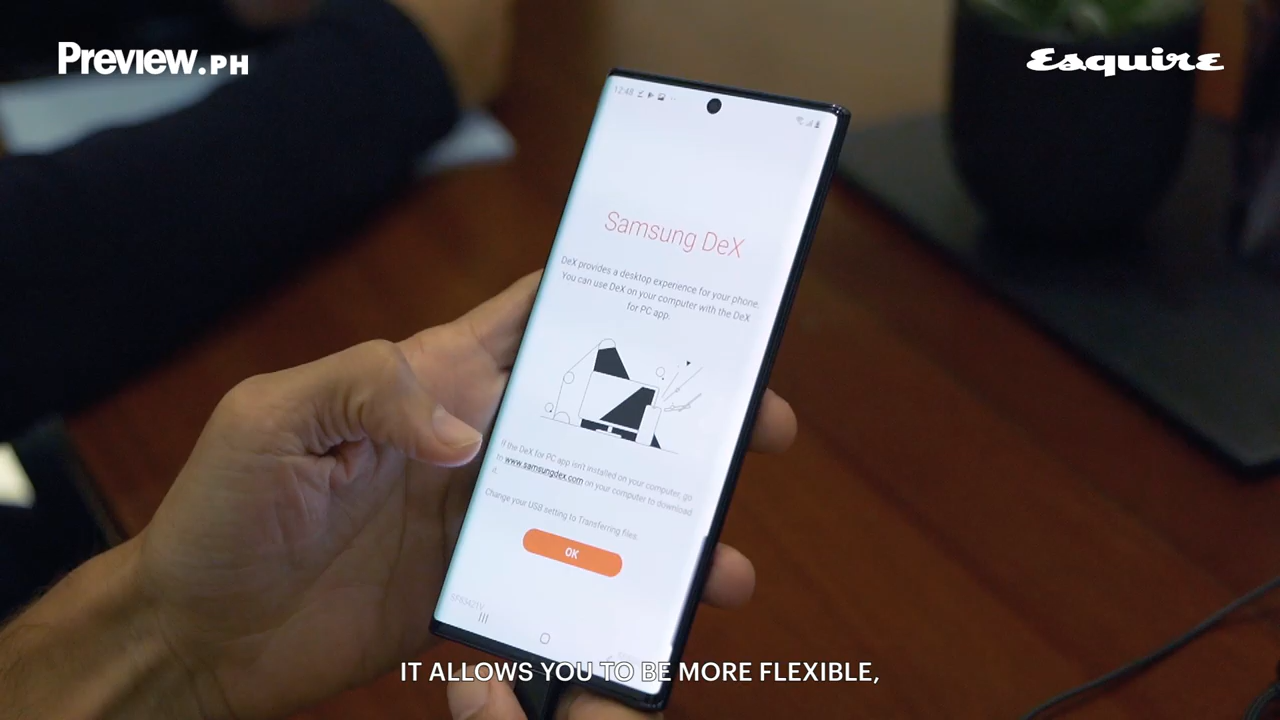 Preview.PH
Esquire
12:48
Samsung DeX
DeX provides a desktop experience for your phone.
You can use DeX on your computer with the DeX
for PC app.
If the DeX for PC app isn't installed on your computer, go
to www.samsungdex.com on your computer to download
it.
Change your USB setting to Transferring files.
OK
IT ALLOWS YOU TO BE MORE FLEXIBLE,